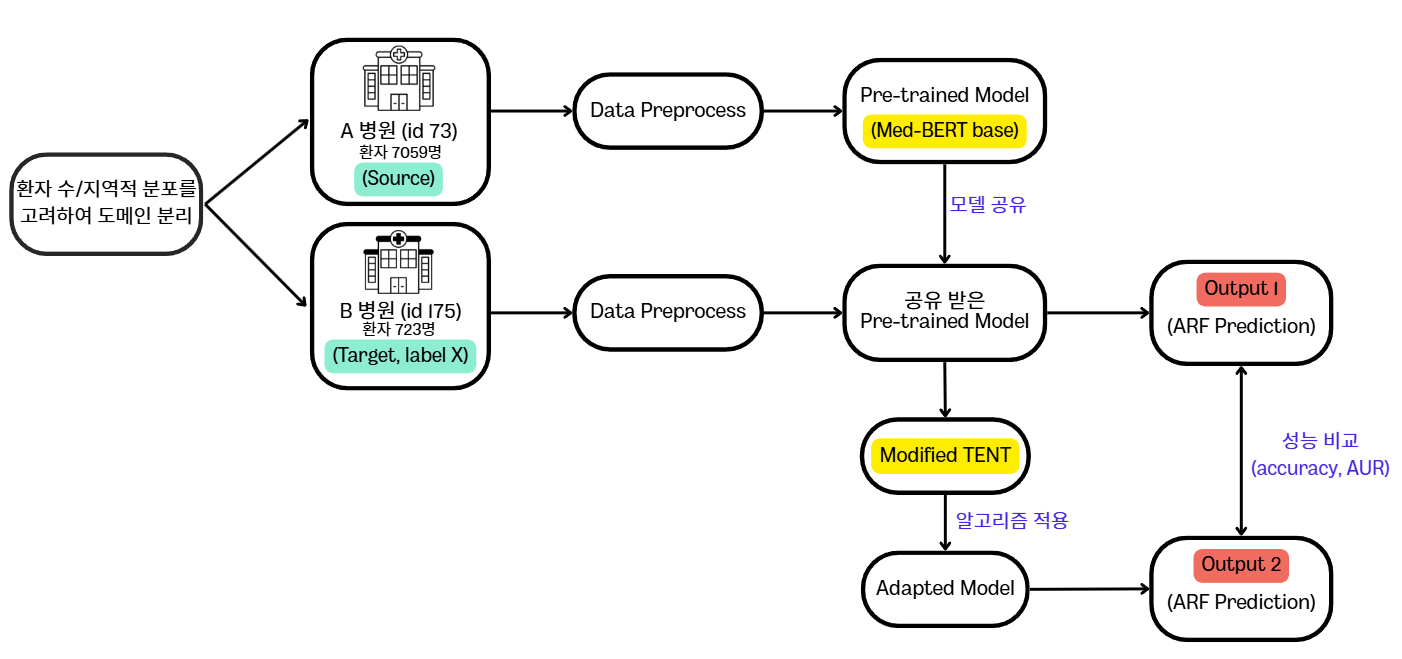 환자 수/지역적 분포를
고려하여 도메인 분리
A 병원 (id 73)
환자 7059명
(Source)
Data Preprocess
Pre-trained Model
(Med-BERT base)
모델 공유
B 병원 (id 175)
환자 723명
(Target, label X)
Data Preprocess
공유 받은
Pre-trained Model
Output 1
(ARF Prediction)
Modified TENT
알고리즘 적용
Adapted Model
성능 비교
(accuracy, AUR)
Output 2
(ARF Prediction)